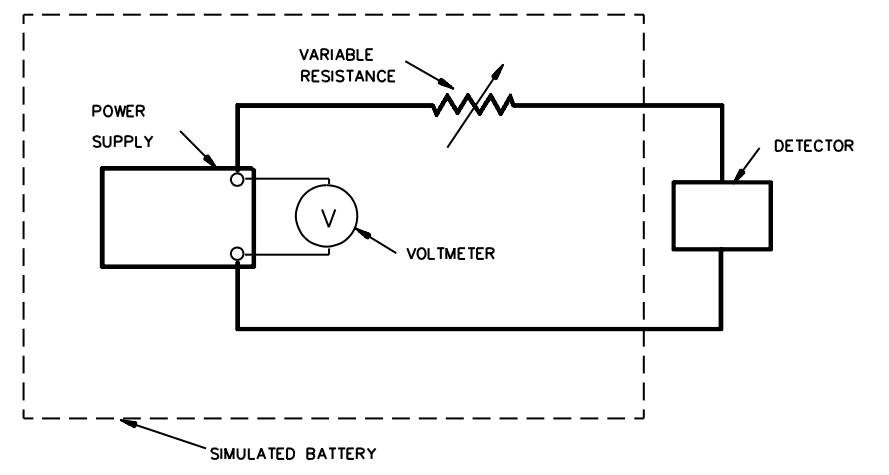 VARIABLE
RESISTANCE
POWER
SUPPLY
DETECTOR
V
VOLTMETER
SIMULATED BATTERY